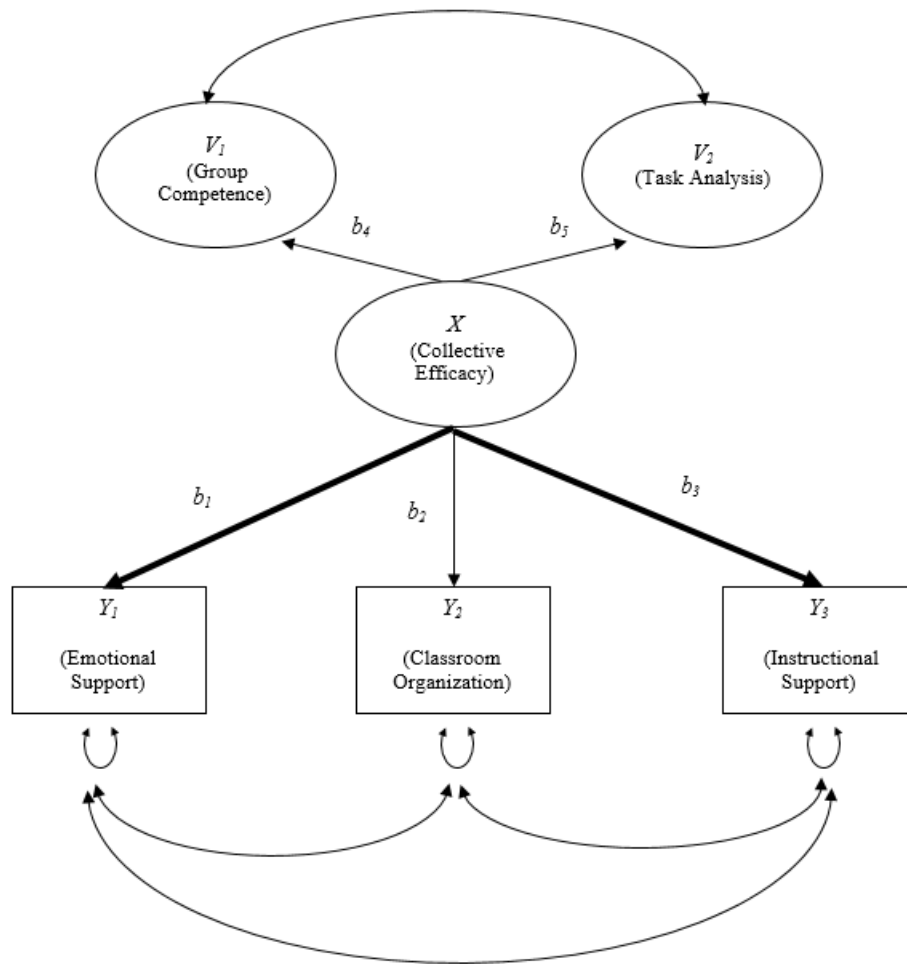 V₁
(Group
Competence)
V₂
(Task Analysis)
b₄
b₅
X
(Collective
Efficacy)
b₁
b₂
b₃
Y₁
(Emotional
Support)
Y₂
(Classroom
Organization)
Y₃
(Instructional
Support)